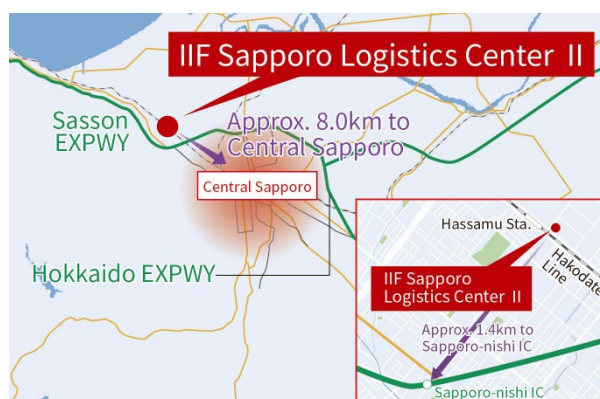 IIF Sapporo Logistics Center II
Sasson
EXPWY
Approx. 8.0km to
Central Sapporo
Central Sapporo
Hokkaido EXPWY
Hassamu Sta.
Hakodate
Line
IIF Sapporo
Logistics Center II
Approx. 1.4km to
Sapporo-nishi IC
Sapporo-nishi IC